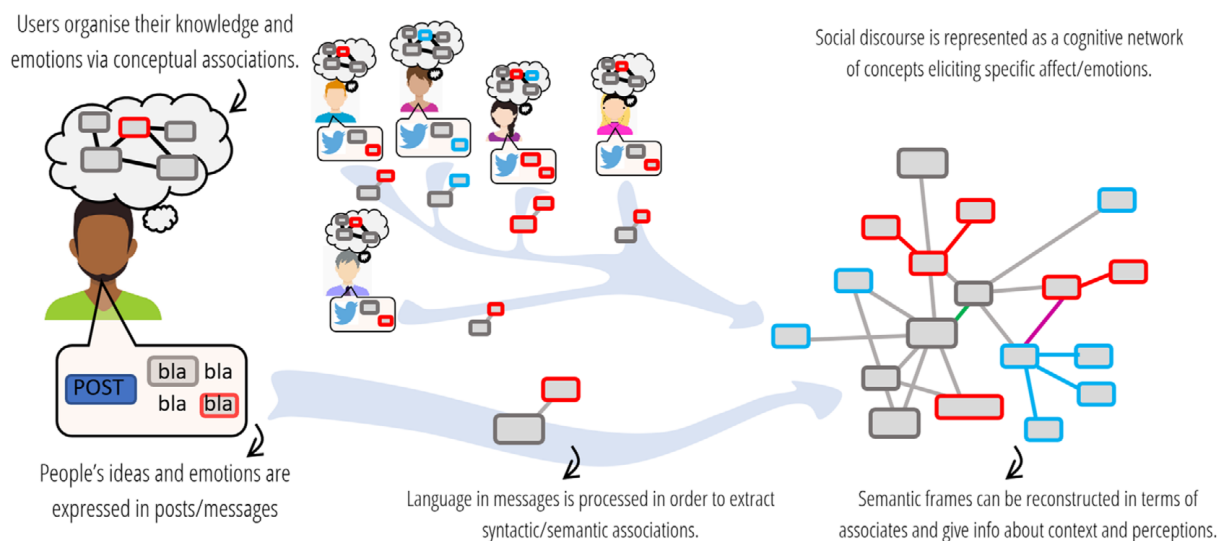 Users organise their knowledge and
emotions via conceptual associations.
Social discourse is represented as a cognitive network
of concepts eliciting specific affect/emotions.
POST
bla bla
bla bla
People's ideas and emotions are
expressed in posts/messages
Language in messages is processed in order to extract
syntactic/semantic associations.
Semantic frames can be reconstructed in terms of
associates and give info about context and perceptions.